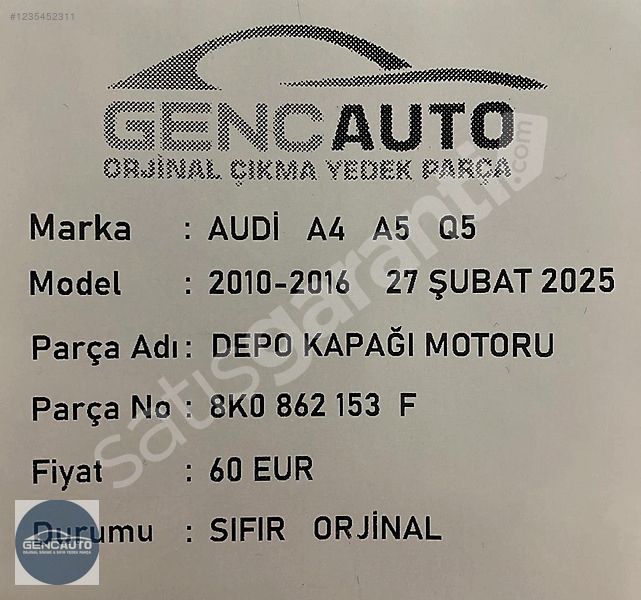 #1235452311
GENCAUTO
ORJİNAL ÇIKMA YEDEK PARÇA
Marka : AUDİ A4 A5 Q5
Model : 2010-2016 27 ŞUBAT 2025
Parça Adı : DEPO KAPAĞI MOTORU
Parça No : 8K0 862 153 F
Fiyat : 60 EUR
Durumu : SIFIR ORJİNAL
satışgaranti.com
GENCAUTO